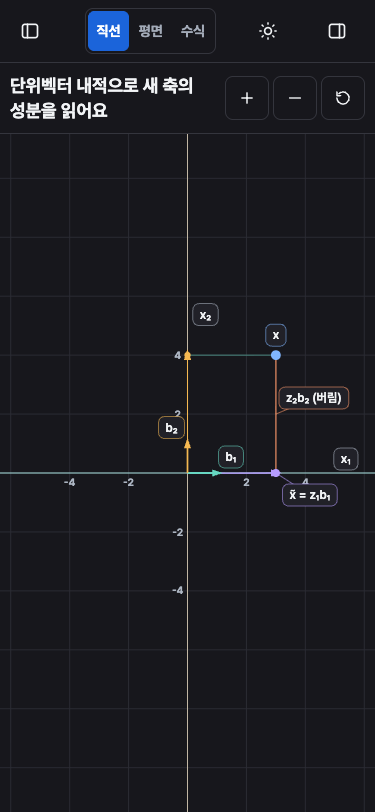 직선 평면 수식
단위벡터 내적으로 새 축의
성분을 읽어요
x₂
x
4
z₂b₂ (버림)
2
b₂
b₁
x₁
-4 -2 2 4
x̃ = z₁b₁
-2
-4